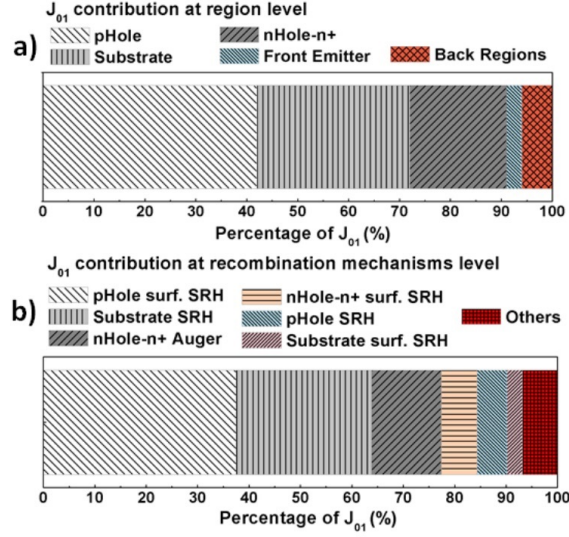 J01 contribution at region level
a) pHole nHole-n+
Substrate Front Emitter Back Regions
0 10 20 30 40 50 60 70 80 90 100
Percentage of J01 (%)
J01 contribution at recombination mechanisms level
b) pHole surf. SRH nHole-n+ surf. SRH
Substrate SRH pHole SRH Others
nHole-n+ Auger Substrate surf. SRH
0 10 20 30 40 50 60 70 80 90 100
Percentage of J01 (%)